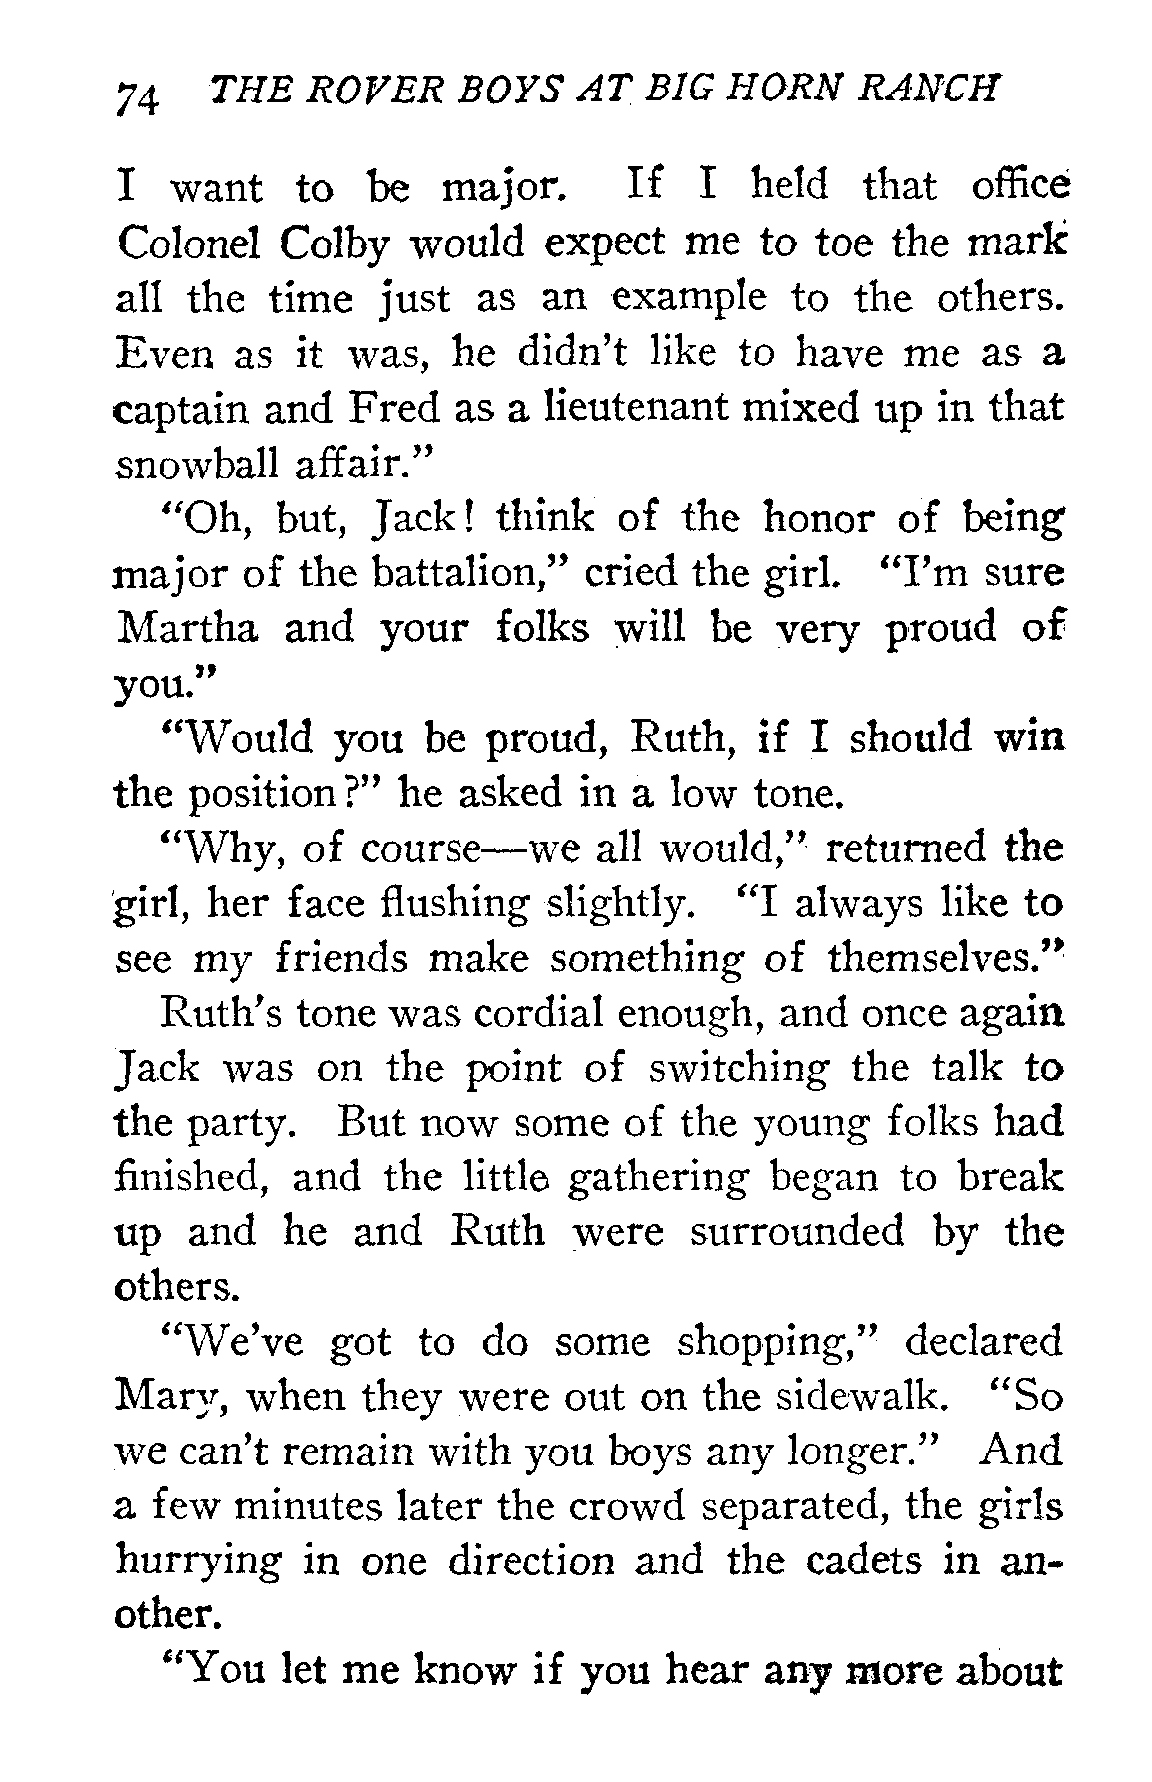 74 THE ROVER BOYS AT BIG HORN RANCH
I want to be major. If I held that office
Colonel Colby would expect me to toe the mark
all the time just as an example to the others.
Even as it was, he didn't like to have me as a
captain and Fred as a lieutenant mixed up in that
snowball affair."
"Oh, but, Jack! think of the honor of being
major of the battalion," cried the girl. "I'm sure
Martha and your folks will be very proud of
you."
"Would you be proud, Ruth, if I should win
the position?" he asked in a low tone.
"Why, of course—we all would," returned the
girl, her face flushing slightly. "I always like to
see my friends make something of themselves."
Ruth's tone was cordial enough, and once again
Jack was on the point of switching the talk to
the party. But now some of the young folks had
finished, and the little gathering began to break
up and he and Ruth were surrounded by the
others.
"We've got to do some shopping," declared
Mary, when they were out on the sidewalk. "So
we can't remain with you boys any longer." And
a few minutes later the crowd separated, the girls
hurrying in one direction and the cadets in an-
other.
"You let me know if you hear any more about